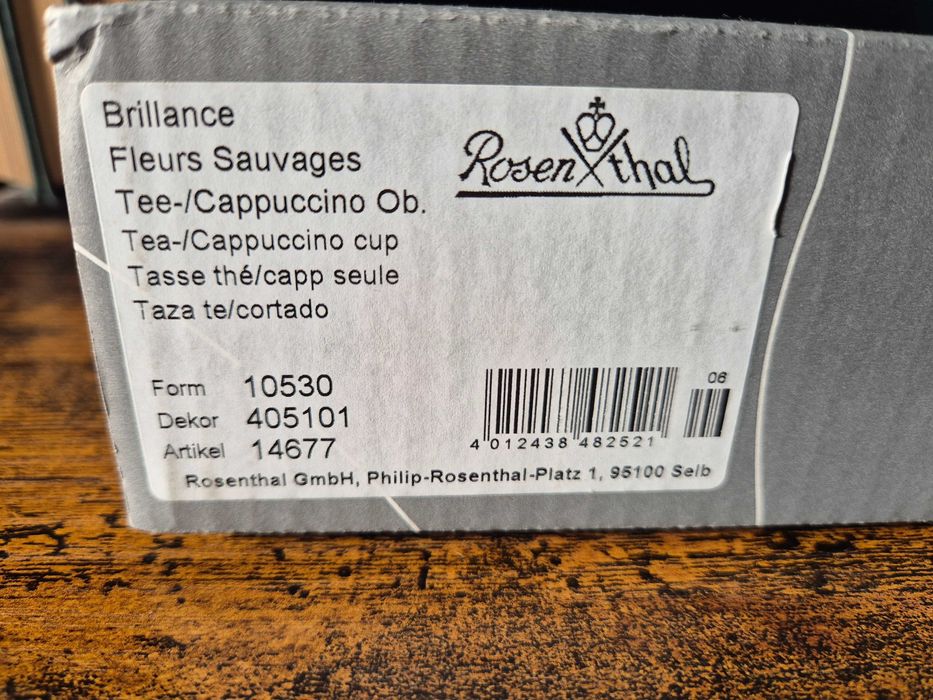 Brillance
Fleurs Sauvages
Tee-/Cappuccino Ob.
Tea-/Cappuccino cup
Tasse thé/capp seule
Taza te/cortado
Rosenthal
Form 10530
Dekor 405101
Artikel 14677
06
4 012438 482521
Rosenthal GmbH, Philip-Rosenthal-Platz 1, 95100 Selb